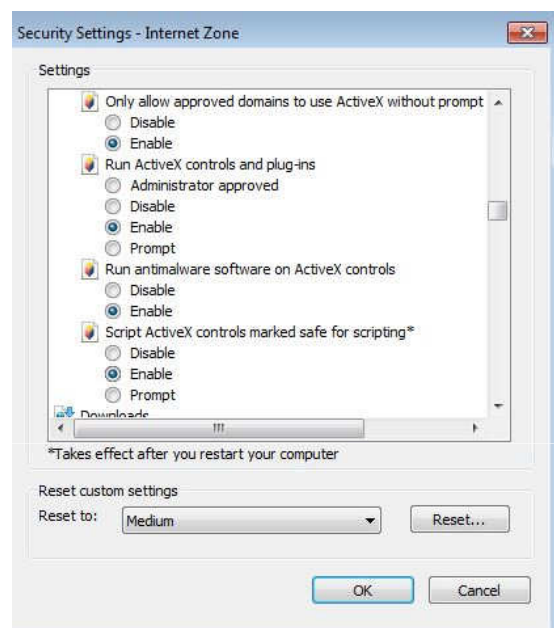 Security Settings - Internet Zone
Settings
Only allow approved domains to use ActiveX without prompt
Disable
Enable
Run ActiveX controls and plug-ins
Administrator approved
Disable
Enable
Prompt
Run antimalware software on ActiveX controls
Disable
Enable
Script ActiveX controls marked safe for scripting*
Disable
Enable
Prompt
Downloads
*Takes effect after you restart your computer
Reset custom settings
Reset to: Medium Reset...
OK Cancel